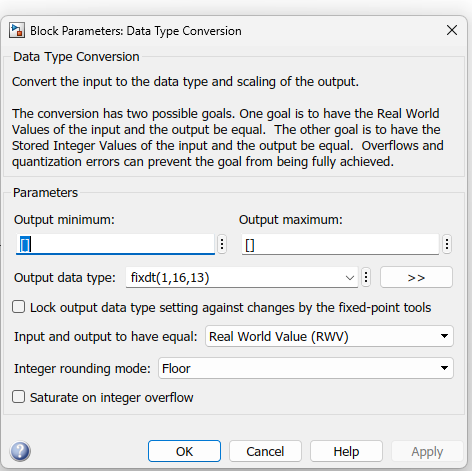 Block Parameters: Data Type Conversion
Data Type Conversion
Convert the input to the data type and scaling of the output.
The conversion has two possible goals. One goal is to have the Real World
Values of the input and the output be equal.  The other goal is to have the
Stored Integer Values of the input and the output be equal.  Overflows and
quantization errors can prevent the goal from being fully achieved.
Parameters
Output minimum:
Output maximum:
[]
[]
Output data type:
fixdt(1,16,13)
>>
Lock output data type setting against changes by the fixed-point tools
Input and output to have equal:
Real World Value (RWV)
Integer rounding mode:
Floor
Saturate on integer overflow
?
OK
Cancel
Help
Apply